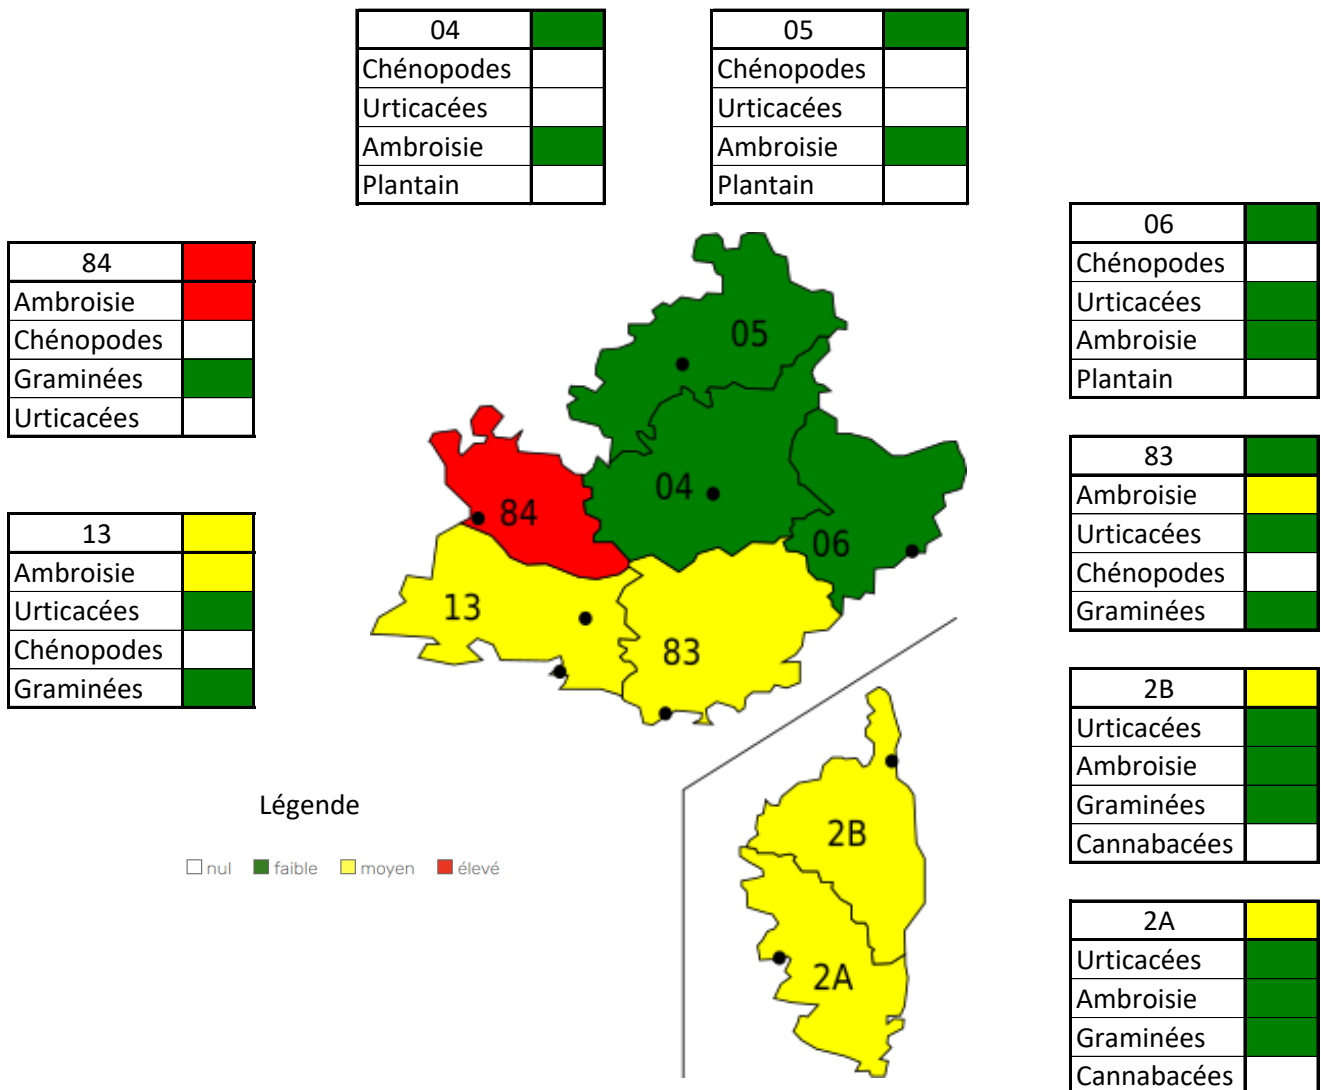 04
Chénopodes
Urticacées
Ambroisie
Plantain
05
Chénopodes
Urticacées
Ambroisie
Plantain
84
Ambroisie
Chénopodes
Graminées
Urticacées
13
Ambroisie
Urticacées
Chénopodes
Graminées
05
04
84
06
13
83
2B
2A
06
Chénopodes
Urticacées
Ambroisie
Plantain
83
Ambroisie
Urticacées
Chénopodes
Graminées
2B
Urticacées
Ambroisie
Graminées
Cannabacées
2A
Urticacées
Ambroisie
Graminées
Cannabacées
Légende
nul faible moyen élevé